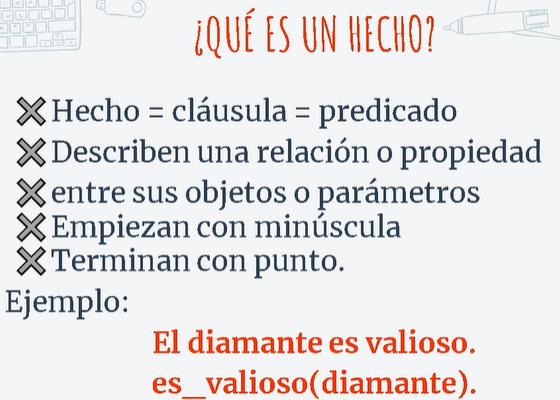 ¿QUÉ ES UN HECHO?
Hecho = cláusula = predicado
Describen una relación o propiedad
entre sus objetos o parámetros
Empiezan con minúscula
Terminan con punto.
Ejemplo:
El diamante es valioso.
es_valioso(diamante).